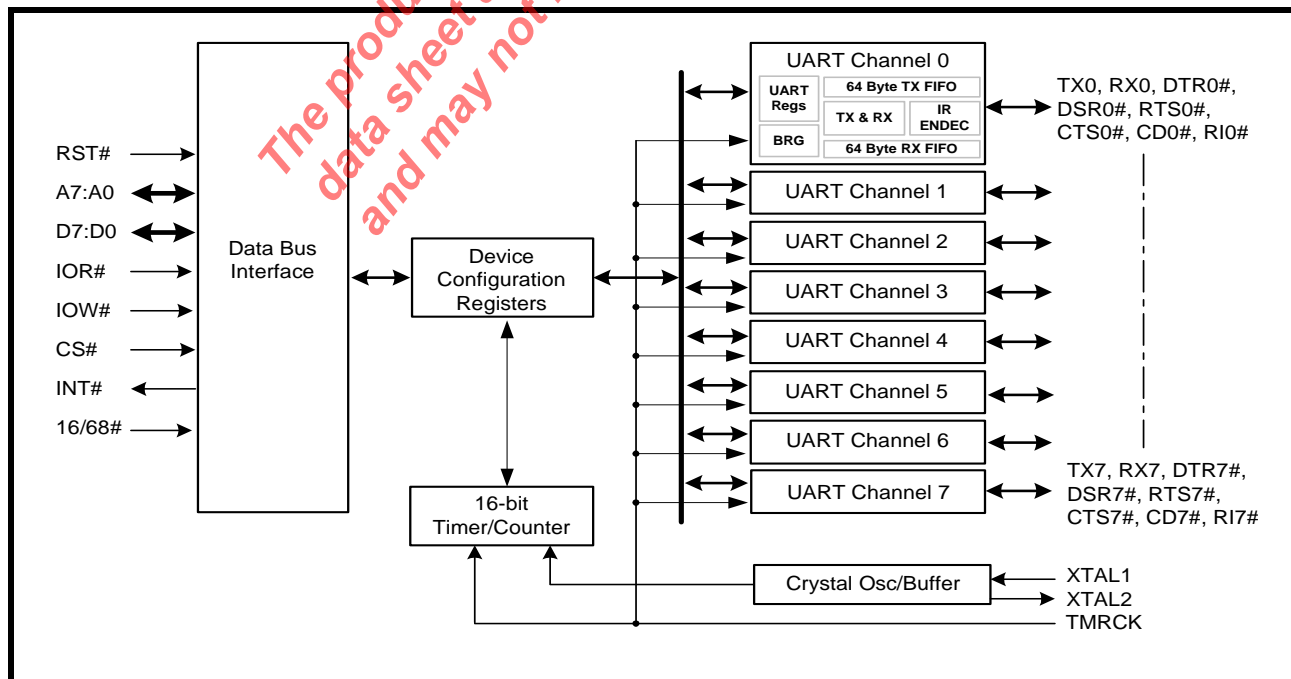 The produ
data sheet
and may not
RST#
A7:A0
D7:D0
IOR#
IOW#
CS#
INT#
16/68#
Data Bus
Interface
Device
Configuration
Registers
16-bit
Timer/Counter
UART Channel 0
UART
Regs
BRG
64 Byte TX FIFO
TX & RX
IR
ENDEC
64 Byte RX FIFO
UART Channel 1
UART Channel 2
UART Channel 3
UART Channel 4
UART Channel 5
UART Channel 6
UART Channel 7
Crystal Osc/Buffer
TX0, RX0, DTR0#,
DSR0#, RTS0#,
CTS0#, CD0#, RI0#
TX7, RX7, DTR7#,
DSR7#, RTS7#,
CTS7#, CD7#, RI7#
XTAL1
XTAL2
TMRCK